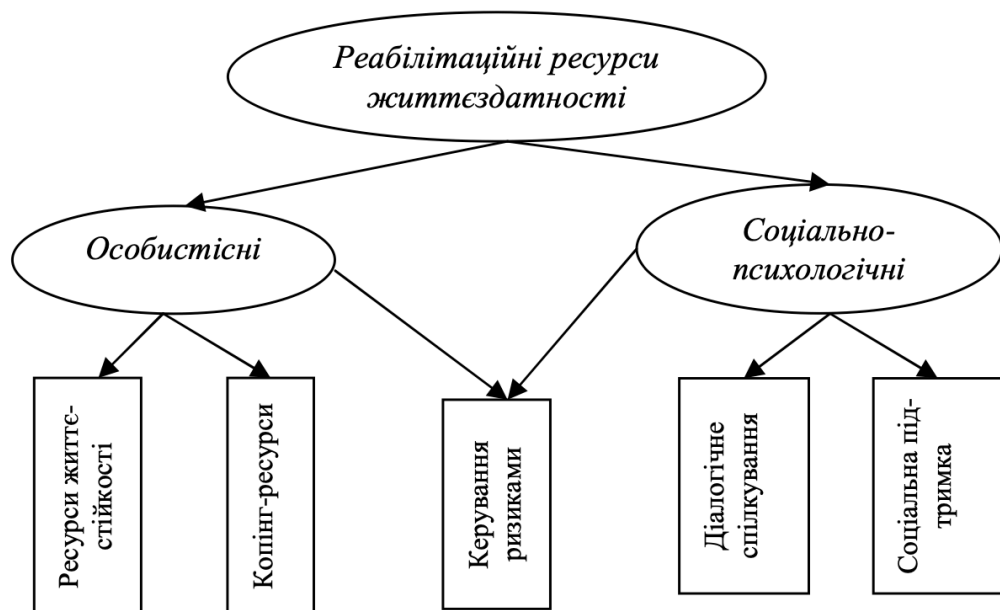 Реабілітаційні ресурси
життєздатності
Особистісні
Соціально-
психологічні
Ресурси життє-
стійкості
Копінг-ресурси
Керування
ризиками
Діалогічне
спілкування
Соціальна під-
тримка